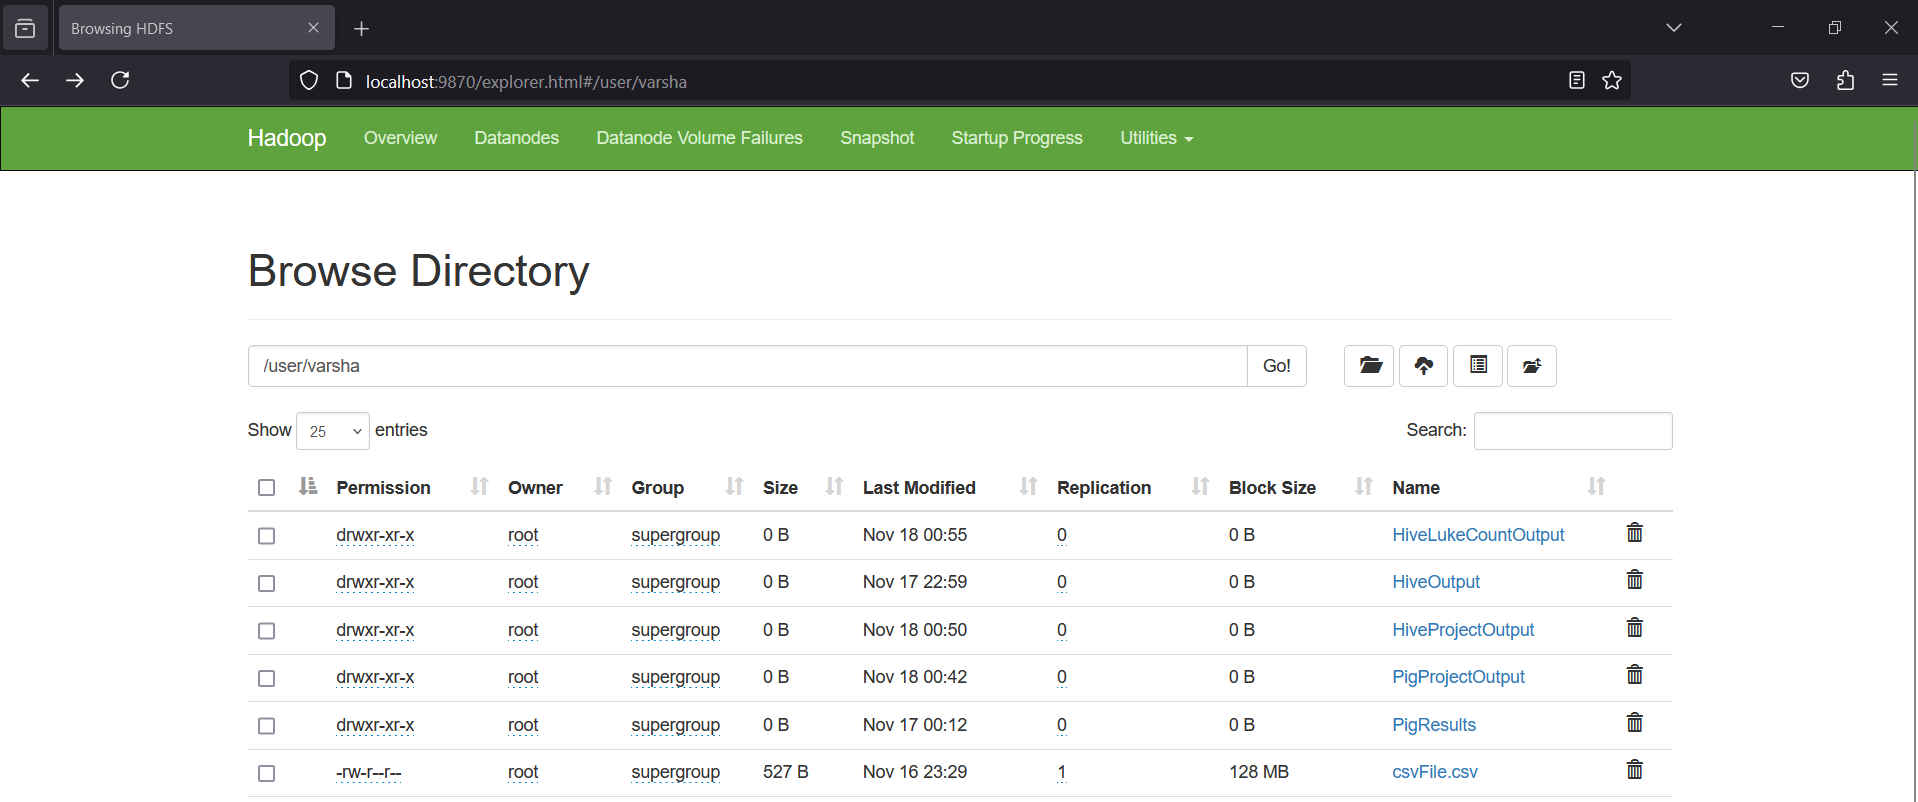 Browsing HDFS
localhost:9870/explorer.html#/user/varsha
Hadoop Overview Datanodes Datanode Volume Failures Snapshot Startup Progress Utilities
Browse Directory
/user/varsha Go!
Show 25 entries Search:
Permission Owner Group Size Last Modified Replication Block Size Name
drwxr-xr-x root supergroup 0 B Nov 18 00:55 0 0 B HiveLukeCountOutput
drwxr-xr-x root supergroup 0 B Nov 17 22:59 0 0 B HiveOutput
drwxr-xr-x root supergroup 0 B Nov 18 00:50 0 0 B HiveProjectOutput
drwxr-xr-x root supergroup 0 B Nov 18 00:42 0 0 B PigProjectOutput
drwxr-xr-x root supergroup 0 B Nov 17 00:12 0 0 B PigResults
-rw-r--r-- root supergroup 527 B Nov 16 23:29 1 128 MB csvFile.csv